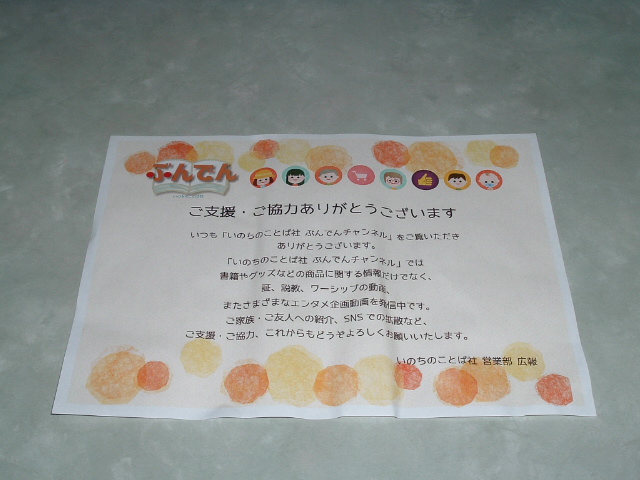 ぶんでん
ご支援・ご協力ありがとうございます
いつも「いのちのことば社 ぶんでんチャンネル」をご覧いただき
ありがとうございます。
「いのちのことば社 ぶんでんチャンネル」では
書籍やグッズなどの商品に関する情報だけでなく、
証、説教、ワーシップの動画、
またさまざまなエンタメ企画動画を発信中です。
ご家族・ご友人への紹介、SNSでの拡散など、
ご支援・ご協力、これからもどうぞよろしくお願いいたします。
いのちのことば社 営業部 広報